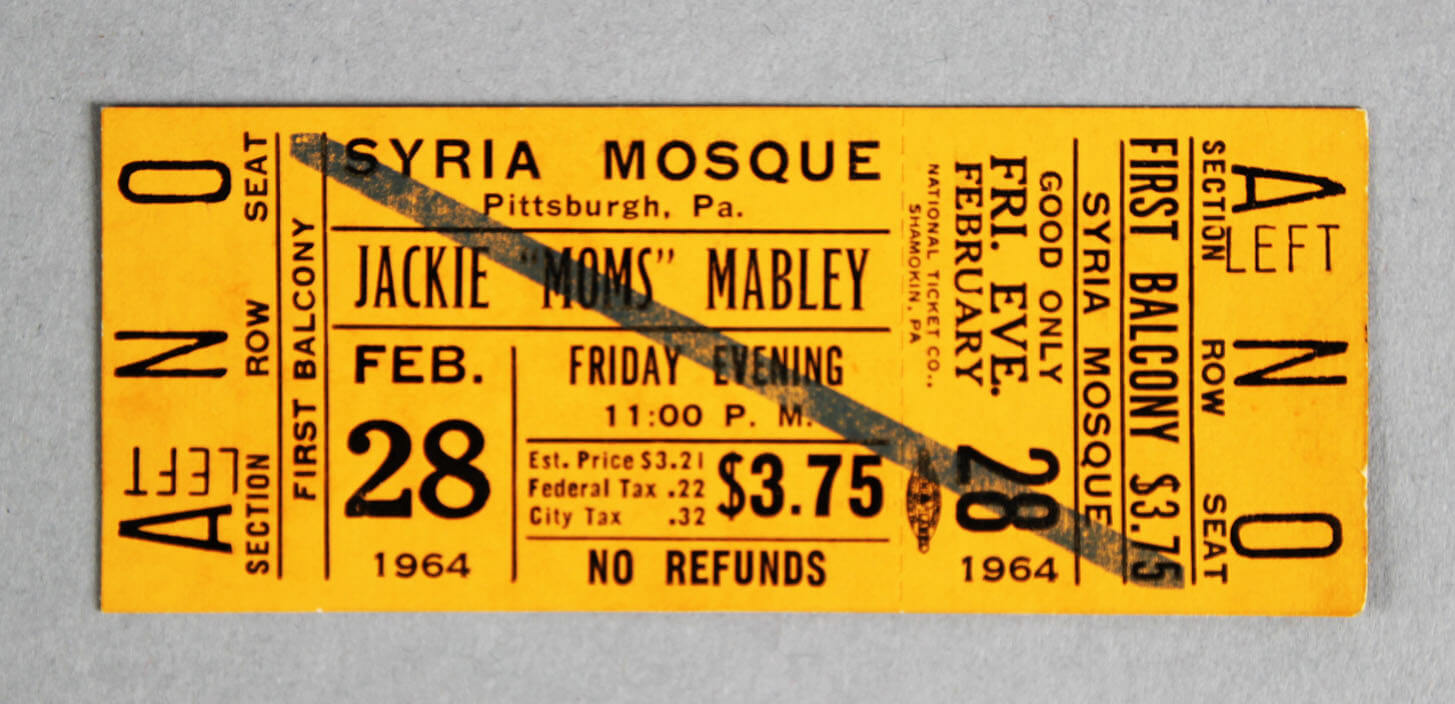 SECTION ROW SEAT
A N O
LEFT
FIRST BALCONY
SYRIA MOSQUE
Pittsburgh, Pa.
JACKIE "MOMS" MABLEY
FEB.
28
1964
FRIDAY EVENING
11:00 P. M.
Est. Price $3.21
Federal Tax .22
City Tax .32
$3.75
NO REFUNDS
NATIONAL TICKET CO.,
SHAMOKIN, PA
GOOD ONLY
FRI. EVE.
FEBRUARY
28
1964
SYRIA MOSQUE
FIRST BALCONY $3.75
SECTION ROW SEAT
A N O
LEFT